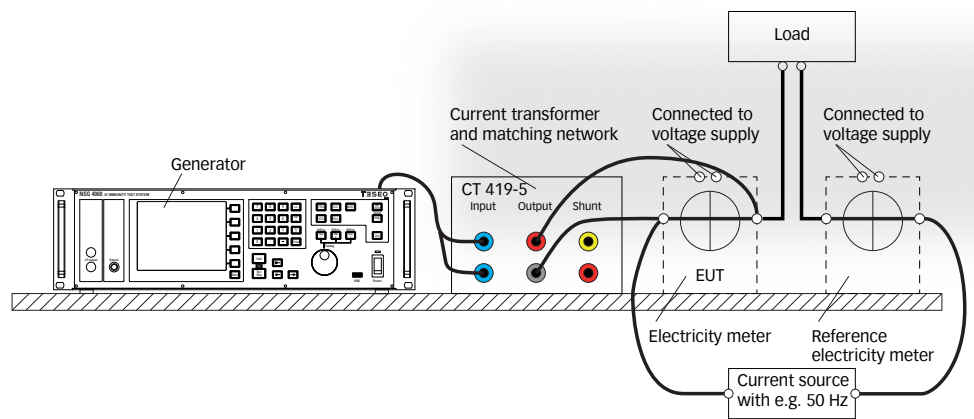 Load
Current transformer
and matching network
Connected to
voltage supply
Connected to
voltage supply
Generator
NSG 4060 LF IMMUNITY TEST SYSTEM
TESEQ
CT 419-5
Input
Output
Shunt
EUT
Electricity meter
Reference
electricity meter
Current source
with e.g. 50 Hz